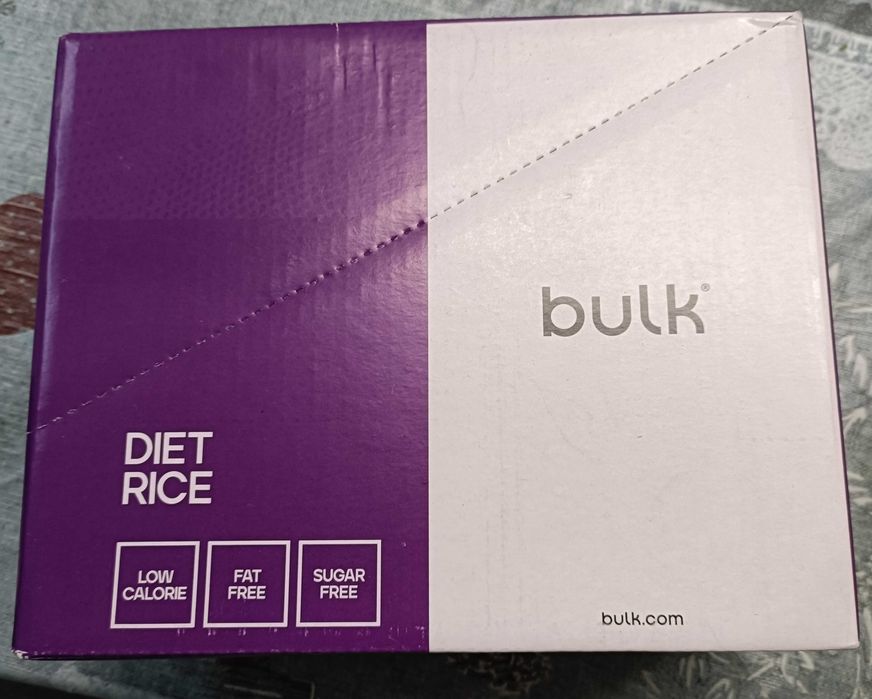 bulk®
DIET
RICE
LOW
CALORIE
FAT
FREE
SUGAR
FREE
bulk.com